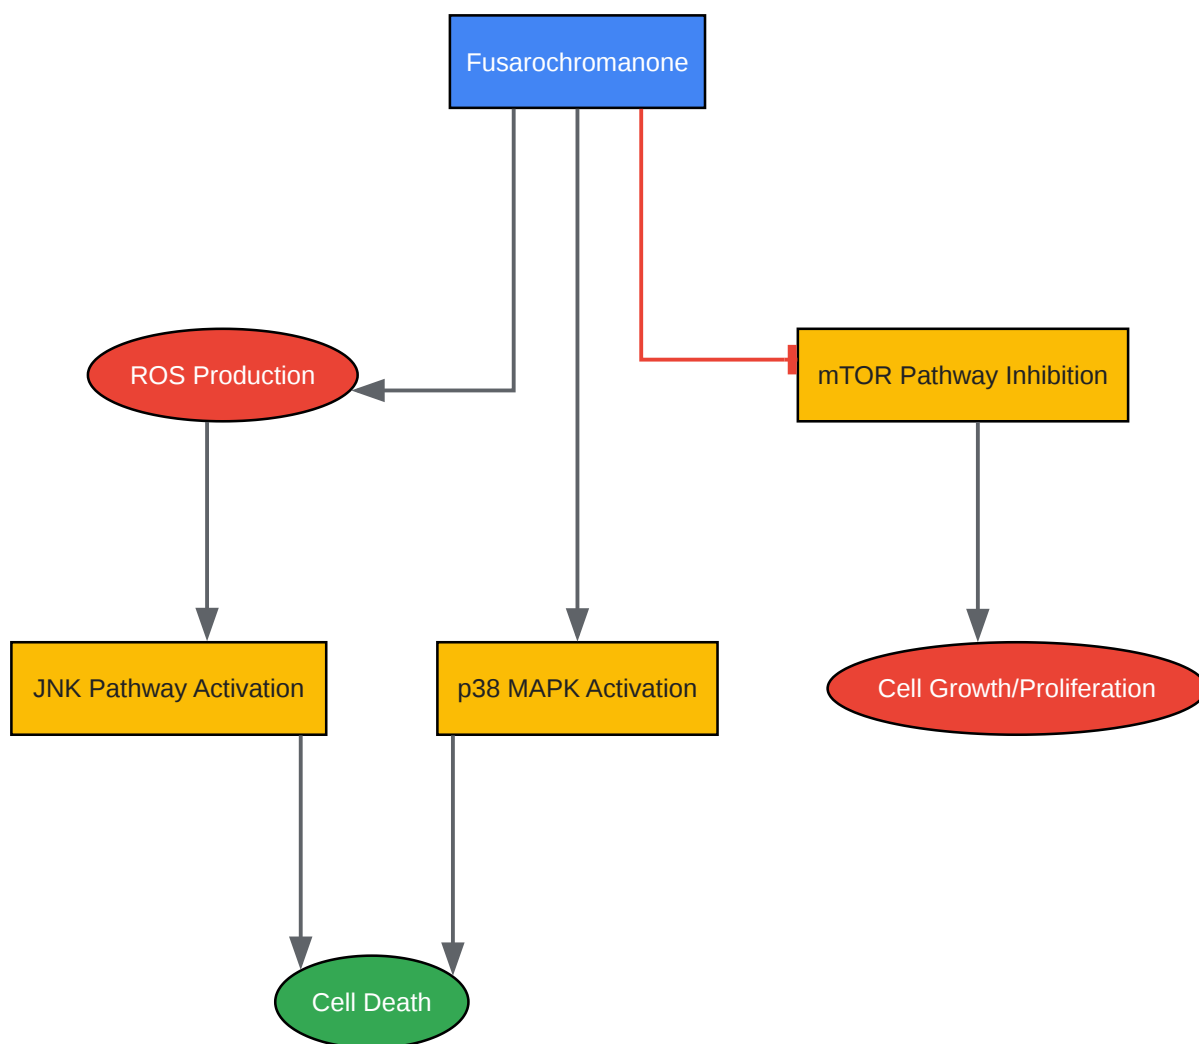 Fusarochromanone
ROS Production
mTOR Pathway Inhibition
JNK Pathway Activation
p38 MAPK Activation
Cell Growth/Proliferation
Cell Death